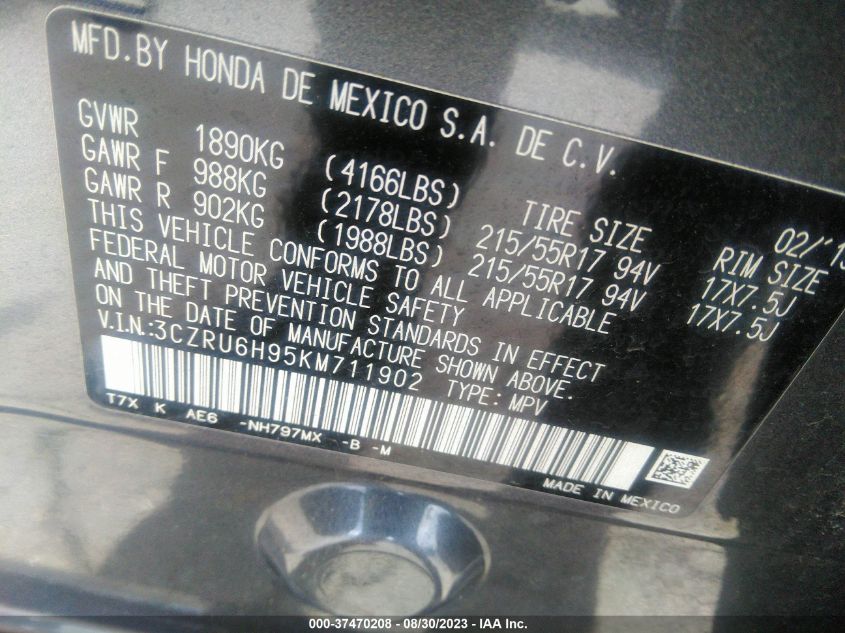 MFD.BY HONDA DE MEXICO S.A. DE C.V.
02/'19
GVWR 1890KG (4166LBS) TIRE SIZE RIM SIZE
GAWR F 988KG (2178LBS) 215/55R17 94V 17X7.5J
GAWR R 902KG (1988LBS) 215/55R17 94V 17X7.5J
THIS VEHICLE CONFORMS TO ALL APPLICABLE
FEDERAL MOTOR VEHICLE SAFETY
AND THEFT PREVENTION STANDARDS IN EFFECT
ON THE DATE OF MANUFACTURE SHOWN ABOVE.
V.I.N:3CZRU6H95KM711902 TYPE: MPV
T7X K AE6 -NH797MX -B -M
MADE IN MEXICO
000-37470208 - 08/30/2023 - IAA Inc.